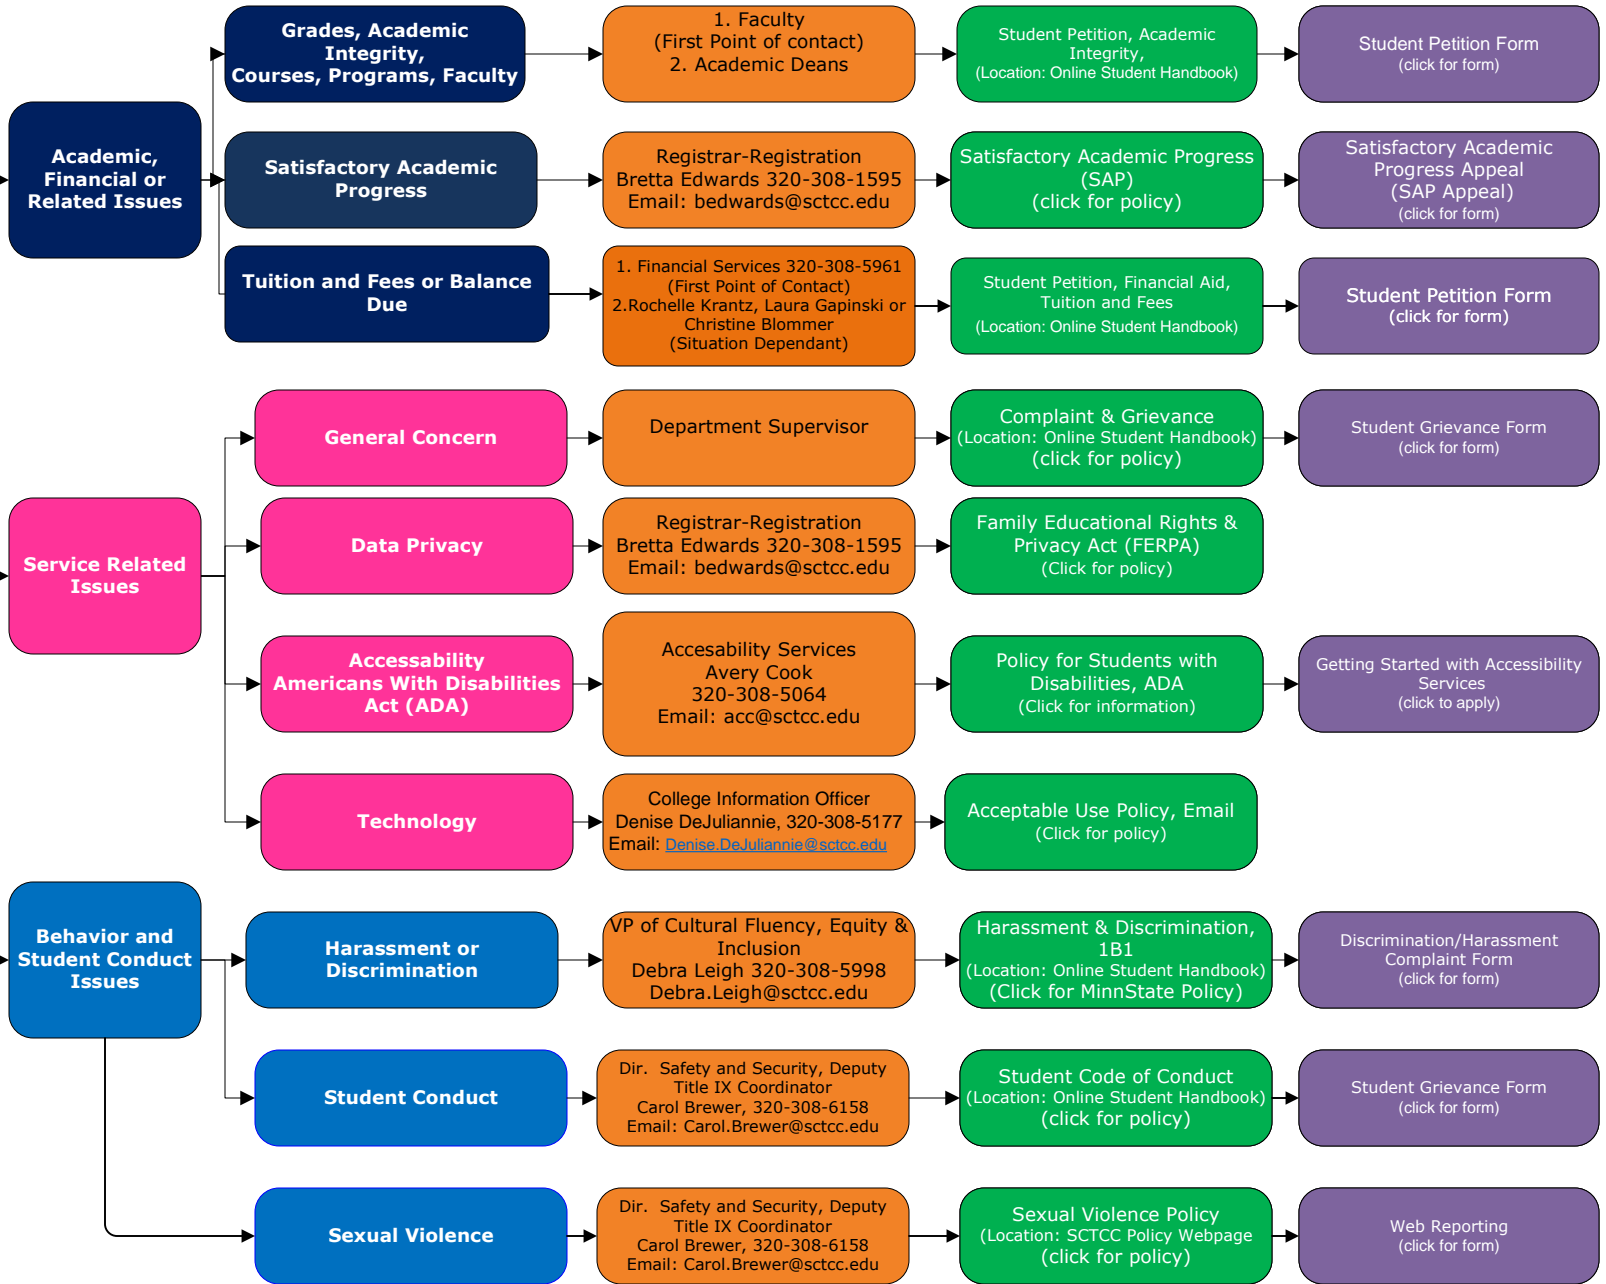 Academic,
Financial or
Related Issues
Grades, Academic
Integrity,
Courses, Programs, Faculty
1. Faculty
(First Point of contact)
2. Academic Deans
Student Petition, Academic
Integrity,
(Location: Online Student Handbook)
Student Petition Form
(click for form)
Satisfactory Academic
Progress
Registrar-Registration
Bretta Edwards 320-308-1595
Email: bedwards@sctcc.edu
Satisfactory Academic Progress
(SAP)
(click for policy)
Satisfactory Academic
Progress Appeal
(SAP Appeal)
(click for form)
Tuition and Fees or Balance
Due
1. Financial Services 320-308-5961
(First Point of Contact)
2.Rochelle Krantz, Laura Gapinski or
Christine Blommer
(Situation Dependant)
Student Petition, Financial Aid,
Tuition and Fees
(Location: Online Student Handbook)
Student Petition Form
(click for form)
Service Related
Issues
General Concern
Department Supervisor
Complaint & Grievance
(Location: Online Student Handbook)
(click for policy)
Student Grievance Form
(click for form)
Data Privacy
Registrar-Registration
Bretta Edwards 320-308-1595
Email: bedwards@sctcc.edu
Family Educational Rights &
Privacy Act (FERPA)
(Click for policy)
Accessability
Americans With Disabilities
Act (ADA)
Accesability Services
Avery Cook
320-308-5064
Email: acc@sctcc.edu
Policy for Students with
Disabilities, ADA
(Click for information)
Getting Started with Accessibility
Services
(click to apply)
Technology
College Information Officer
Denise DeJuliannie, 320-308-5177
Email: Denise.DeJuliannie@sctcc.edu
Acceptable Use Policy, Email
(Click for policy)
Behavior and
Student Conduct
Issues
Harassment or
Discrimination
VP of Cultural Fluency, Equity &
Inclusion
Debra Leigh 320-308-5998
Debra.Leigh@sctcc.edu
Harassment & Discrimination,
1B1
(Location: Online Student Handbook)
(Click for MinnState Policy)
Discrimination/Harassment
Complaint Form
(click for form)
Student Conduct
Dir.  Safety and Security, Deputy
Title IX Coordinator
Carol Brewer, 320-308-6158
Email: Carol.Brewer@sctcc.edu
Student Code of Conduct
(Location: Online Student Handbook)
(click for policy)
Student Grievance Form
(click for form)
Sexual Violence
Dir.  Safety and Security, Deputy
Title IX Coordinator
Carol Brewer, 320-308-6158
Email: Carol.Brewer@sctcc.edu
Sexual Violence Policy
(Location: SCTCC Policy Webpage
(click for policy)
Web Reporting
(click for form)